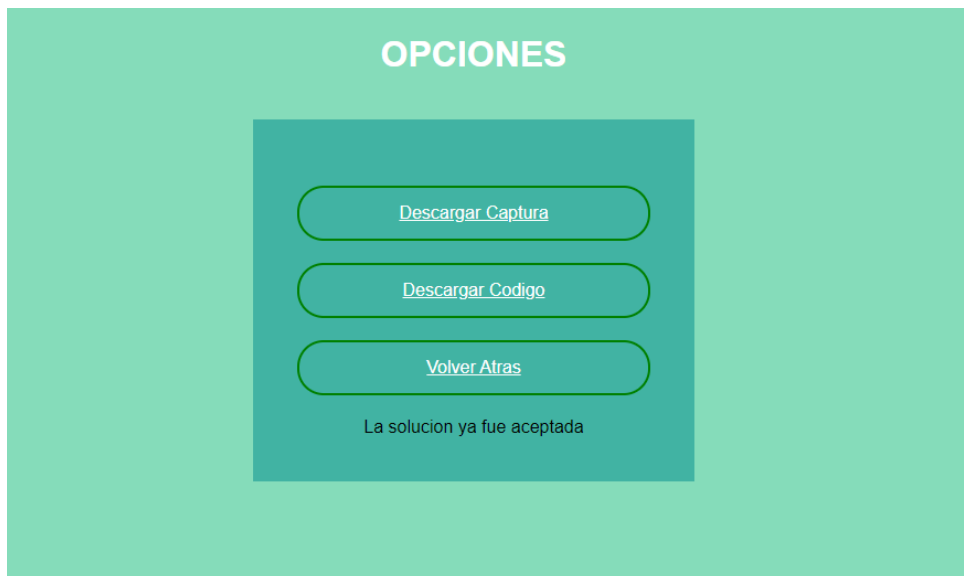 OPCIONES
Descargar Captura
Descargar Codigo
Volver Atras
La solucion ya fue aceptada